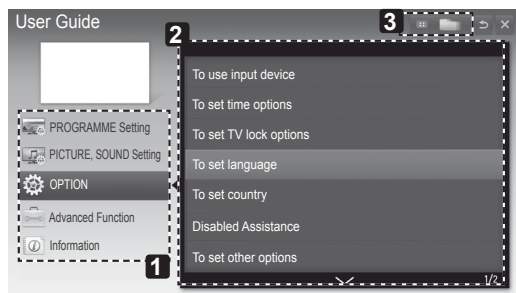 User Guide
3
2
To use input device
To set time options
To set TV lock options
To set language
To set country
Disabled Assistance
To set other options
1/2
PROGRAMME Setting
PICTURE, SOUND Setting
OPTION
Advanced Function
Information
1